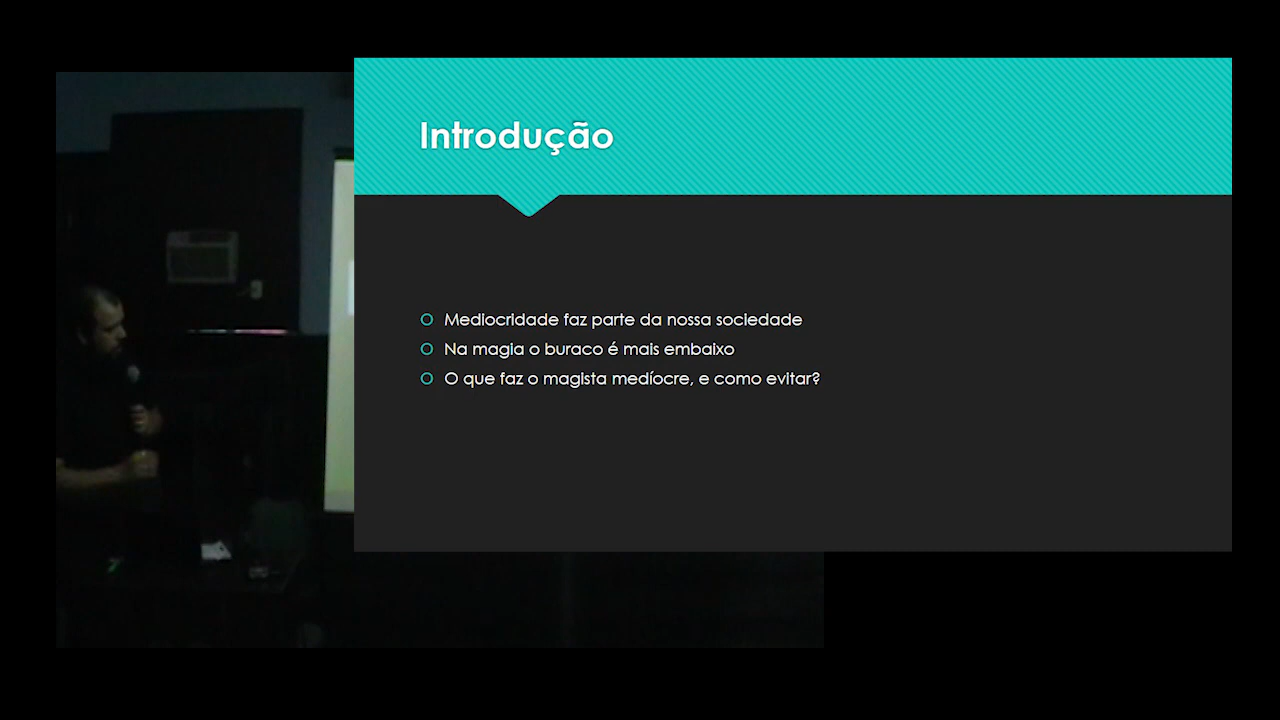 Introdução
Mediocridade faz parte da nossa sociedade
Na magia o buraco é mais embaixo
O que faz o magista medíocre, e como evitar?